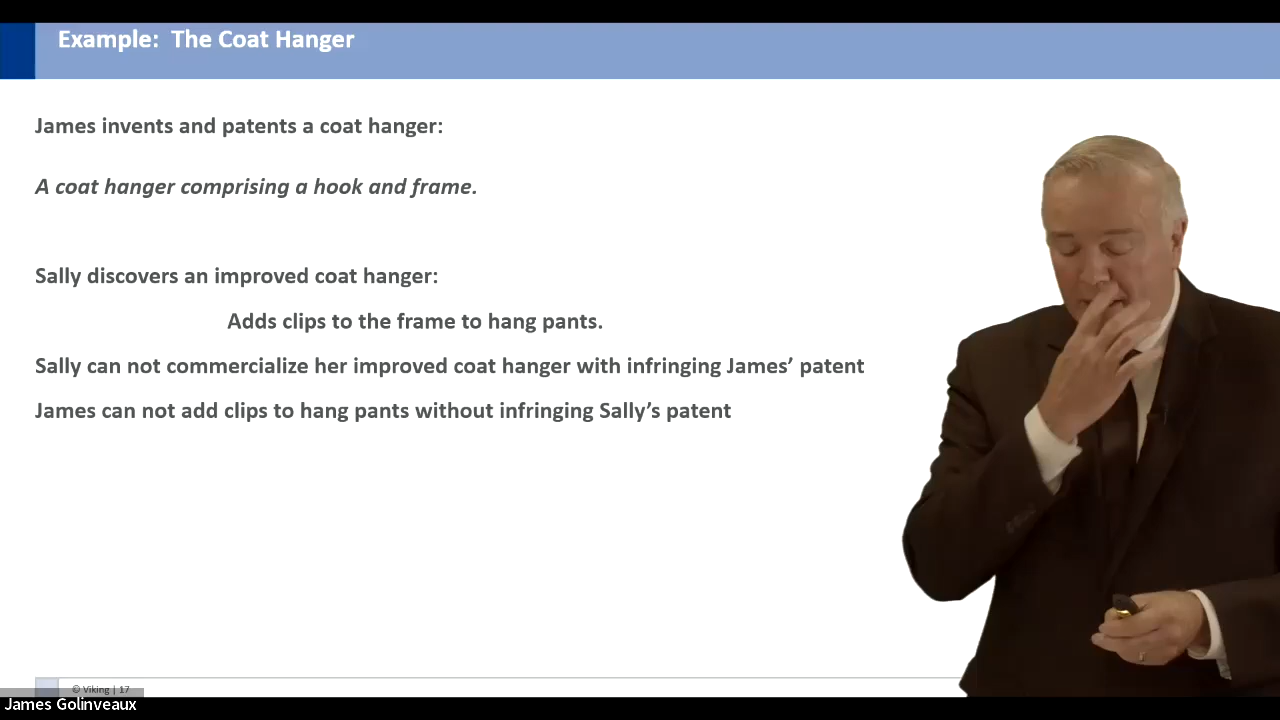 Example: The Coat Hanger
James invents and patents a coat hanger:
A coat hanger comprising a hook and frame.
Sally discovers an improved coat hanger:
Adds clips to the frame to hang pants.
Sally can not commercialize her improved coat hanger with infringing James’ patent
James can not add clips to hang pants without infringing Sally’s patent
© Viking | 17
James Golinveaux